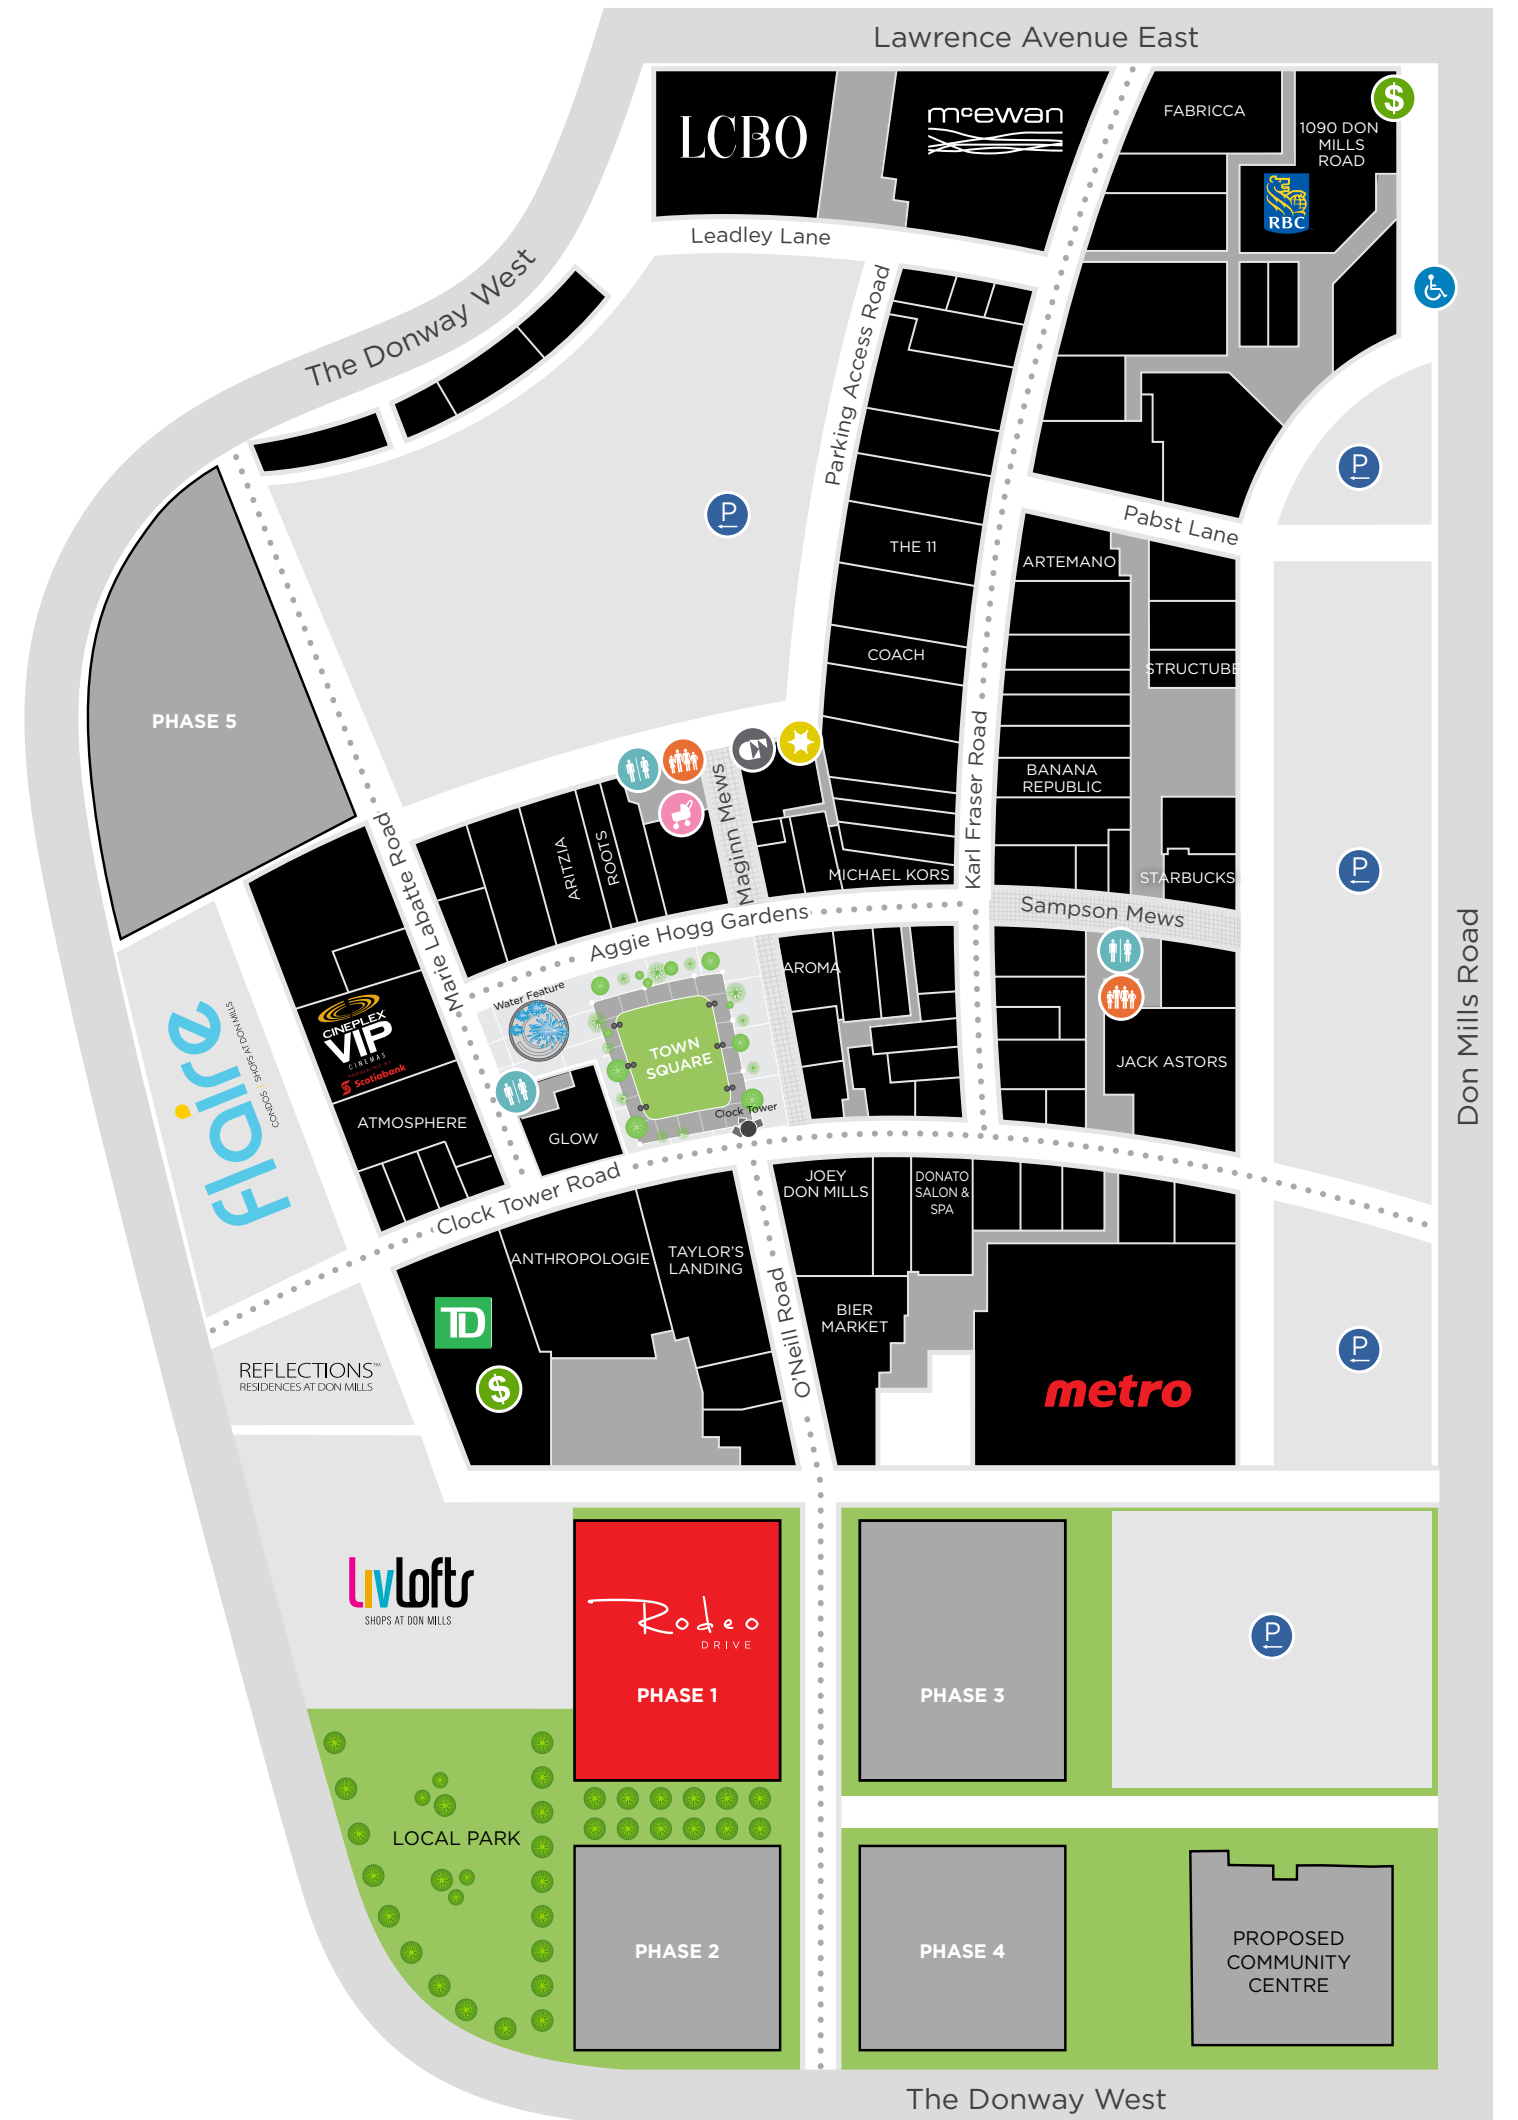 Lawrence Avenue East
LCBO
mcewan
FABRICCA
$
1090 DON
MILLS
ROAD
RBC
Leadley Lane
The Donway West
Parking Access Road
P
P
Pabst Lane
THE 11
ARTEMANO
COACH
STRUCTUBE
PHASE 5
Karl Fraser Road
BANANA
REPUBLIC
Maginn Mews
ARITZIA
ROOTS
Marie Labatte Road
MICHAEL KORS
STARBUCKS
P
Sampson Mews
Aggie Hogg Gardens
Don Mills Road
AROMA
Water Feature
flaire
CONDOS | SHOPS AT DON MILLS
CINEPLEX
VIP
CINEMAS
PRESENTED BY
Scotiabank
TOWN
SQUARE
JACK ASTORS
Clock Tower
ATMOSPHERE
GLOW
Clock Tower Road
JOEY
DON MILLS
DONATO
SALON &
SPA
ANTHROPOLOGIE
TAYLOR'S
LANDING
O'Neill Road
TD
BIER
MARKET
P
REFLECTIONS™
RESIDENCES AT DON MILLS
$
metro
LivLofts
SHOPS AT DON MILLS
Rodeo
DRIVE
P
PHASE 1
PHASE 3
LOCAL PARK
PHASE 2
PHASE 4
PROPOSED
COMMUNITY
CENTRE
The Donway West